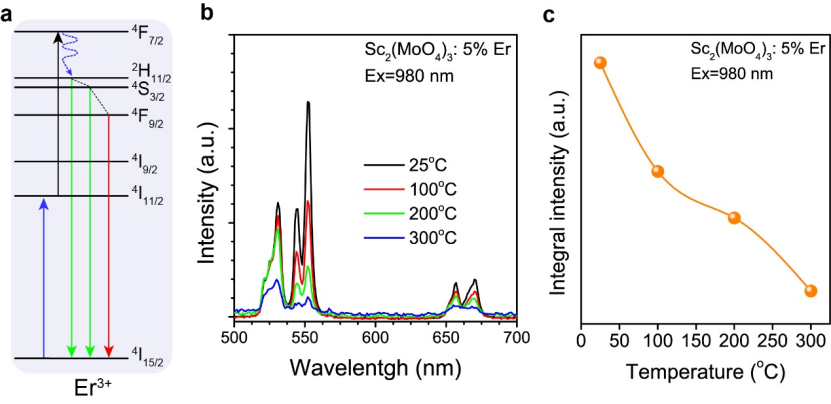 a
⁴F₇/₂
²H₁₁/₂
⁴S₃/₂
⁴F₉/₂
⁴I₉/₂
⁴I₁₁/₂
⁴I₁₅/₂
Er³⁺
b
Sc₂(MoO₄)₃: 5% Er
Ex=980 nm
25°C
100°C
200°C
300°C
Intensity (a.u.)
500 550 600 650 700
Wavelentgh (nm)
c
Sc₂(MoO₄)₃: 5% Er
Ex=980 nm
Integral intensity (a.u.)
0 50 100 150 200 250 300
Temperature (°C)